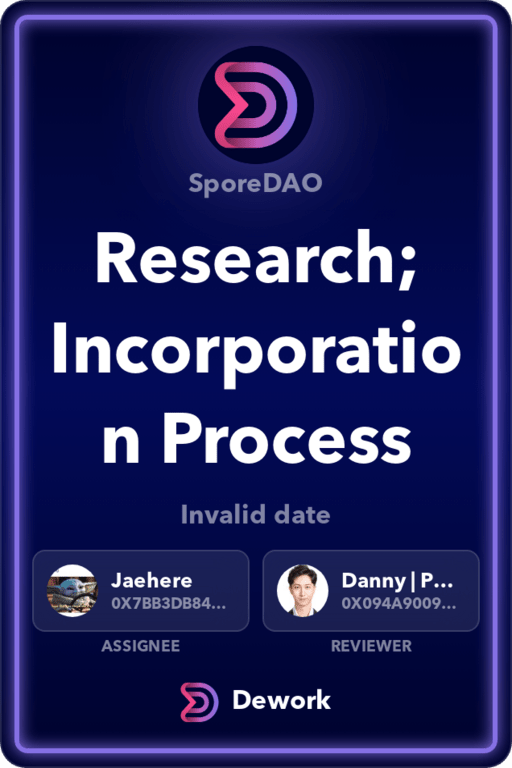 SporeDAO
Research;
Incorporatio
n Process
Invalid date
Jaehere
0X7BB3DB84...
Danny | P...
0X094A9009...
ASSIGNEE
REVIEWER
Dework